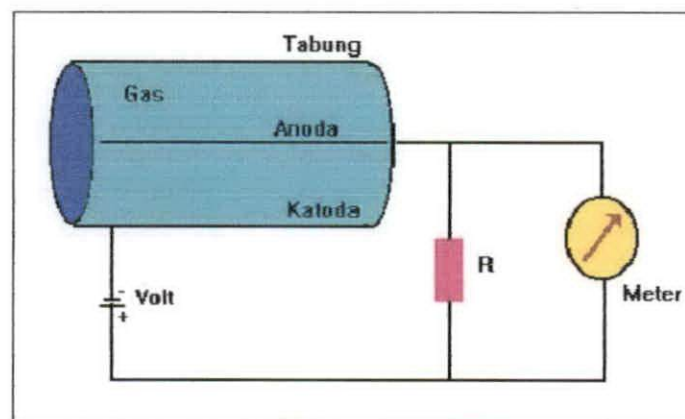 Tabung
Gas
Anoda
Katoda
- Volt
+
R
Meter